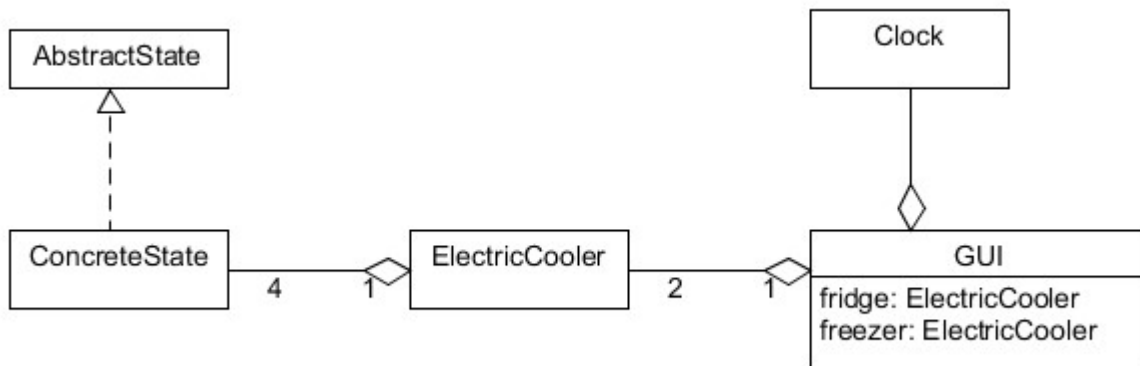 AbstractState
Clock
ConcreteState
4
1
ElectricCooler
2
1
GUI
fridge: ElectricCooler
freezer: ElectricCooler